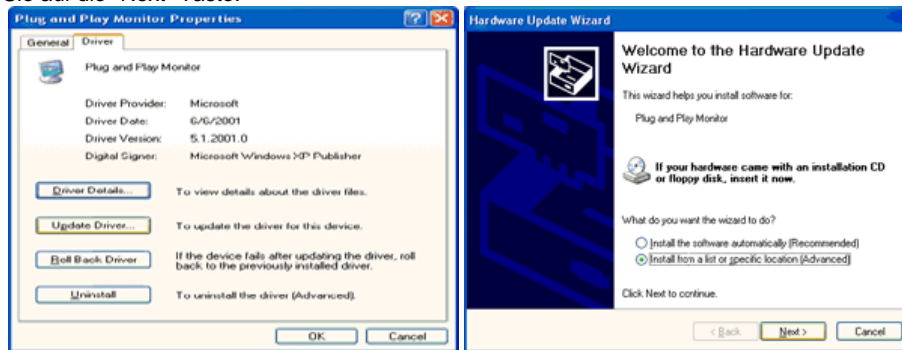 Sie auf die "Next"-Taste.
Plug and Play Monitor Properties
General Driver
Plug and Play Monitor
Driver Provider: Microsoft
Driver Date: 6/6/2001
Driver Version: 5.1.2001.0
Digital Signer: Microsoft Windows XP Publisher
Driver Details... To view details about the driver files.
Update Driver... To update the driver for this device.
Roll Back Driver If the device fails after updating the driver, roll
back to the previously installed driver.
Uninstall To uninstall the driver (Advanced).
OK Cancel
Hardware Update Wizard
Welcome to the Hardware Update
Wizard
This wizard helps you install software for:
Plug and Play Monitor
If your hardware came with an installation CD
or floppy disk, insert it now.
What do you want the wizard to do?
Install the software automatically (Recommended)
Install from a list or specific location (Advanced)
Click Next to continue.
< Back Next > Cancel